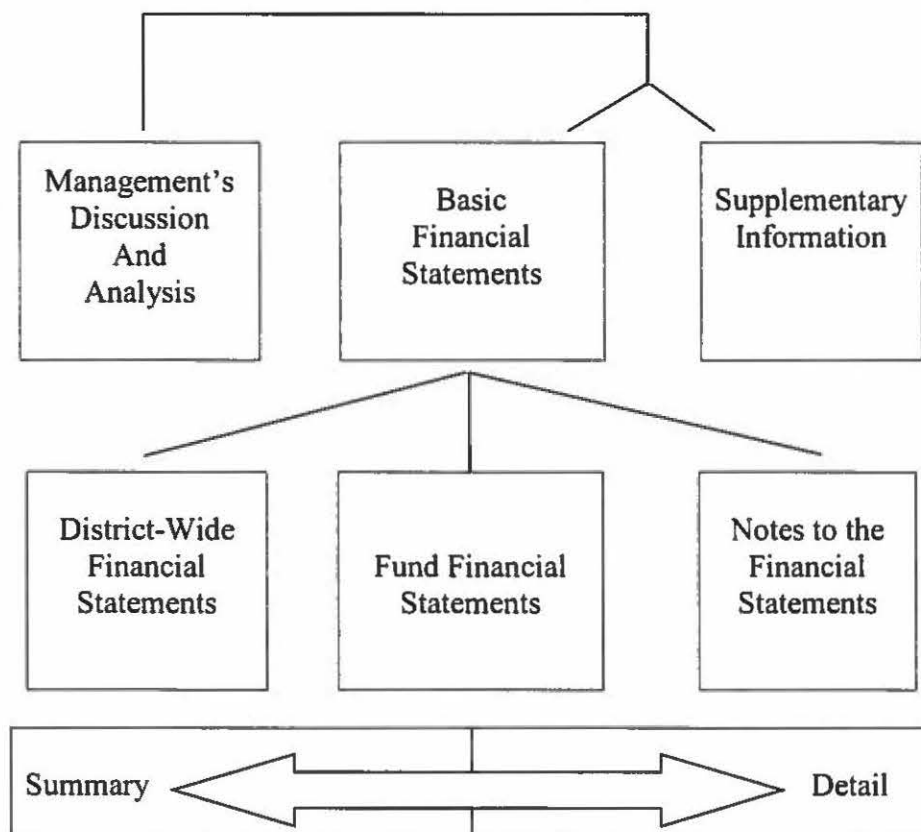 Management's
Discussion
And
Analysis
Basic
Financial
Statements
Supplementary
Information
District-Wide
Financial
Statements
Fund Financial
Statements
Notes to the
Financial
Statements
Summary
Detail